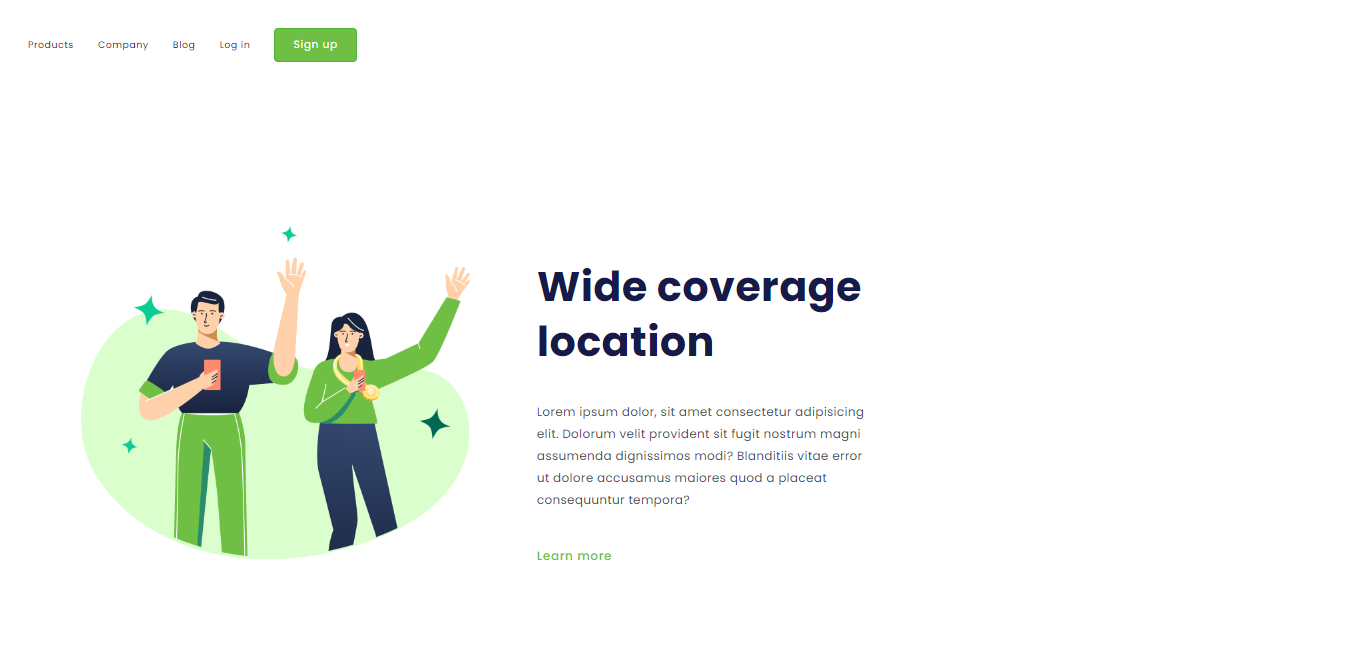 Products Company Blog Log in Sign up
Wide coverage
location
Lorem ipsum dolor, sit amet consectetur adipisicing
elit. Dolorum velit provident sit fugit nostrum magni
assumenda dignissimos modi? Blanditiis vitae error
ut dolore accusamus maiores quod a placeat
consequuntur tempora?
Learn more